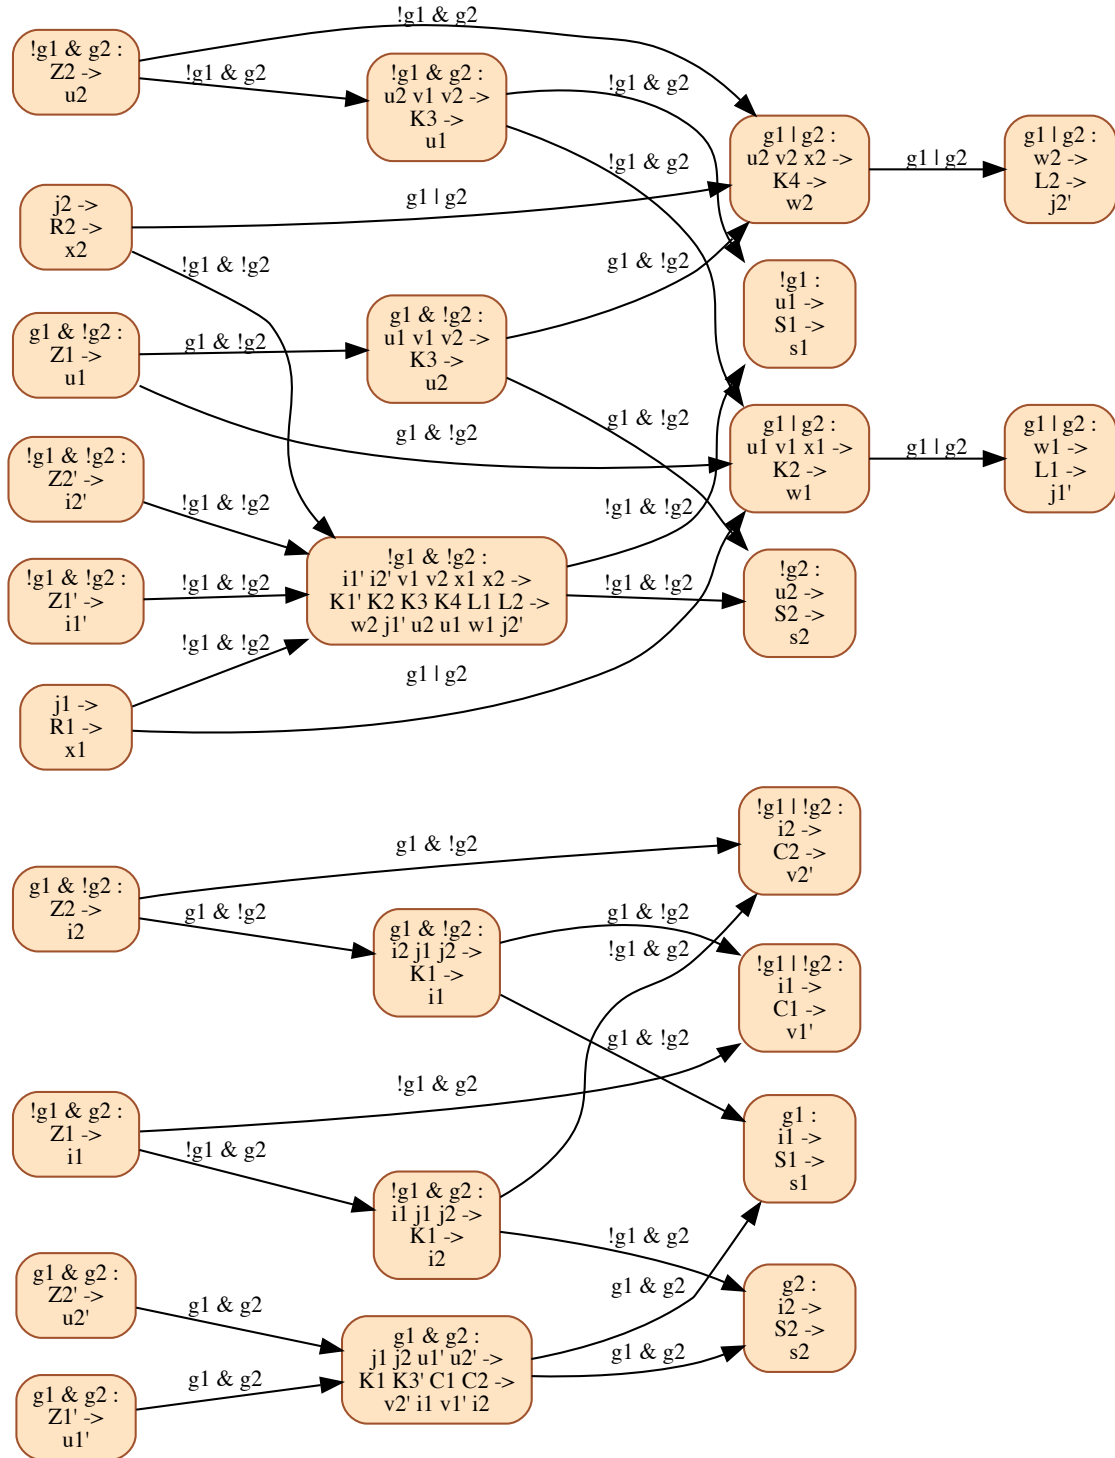 !g1 & g2 :
Z2 ->
u2
!g1 & g2
!g1 & g2
!g1 & g2 :
u2 v1 v2 ->
K3 ->
u1
!g1 & g2
!g1 & g2
g1 | g2 :
u2 v2 x2 ->
K4 ->
w2
g1 | g2
g1 | g2 :
w2 ->
L2 ->
j2'
j2 ->
R2 ->
x2
g1 | g2
!g1 & !g2
g1 & !g2
!g1 :
u1 ->
S1 ->
s1
g1 & !g2 :
Z1 ->
u1
g1 & !g2
g1 & !g2
g1 & !g2 :
u1 v1 v2 ->
K3 ->
u2
g1 & !g2
g1 | g2 :
u1 v1 x1 ->
K2 ->
w1
g1 | g2
g1 | g2 :
w1 ->
L1 ->
j1'
!g1 & !g2 :
Z2' ->
i2'
!g1 & !g2
!g1 & !g2 :
Z1' ->
i1'
!g1 & !g2
!g1 & !g2 :
i1' i2' v1 v2 x1 x2 ->
K1' K2 K3 K4 L1 L2 ->
w2 j1' u2 u1 w1 j2'
!g1 & !g2
!g1 & !g2
!g2 :
u2 ->
S2 ->
s2
j1 ->
R1 ->
x1
!g1 & !g2
g1 | g2
!g1 | !g2 :
i2 ->
C2 ->
v2'
g1 & !g2 :
Z2 ->
i2
g1 & !g2
g1 & !g2
g1 & !g2 :
i2 j1 j2 ->
K1 ->
i1
g1 & !g2
!g1 & g2
g1 & !g2
!g1 | !g2 :
i1 ->
C1 ->
v1'
!g1 & g2 :
Z1 ->
i1
!g1 & g2
!g1 & g2
!g1 & g2 :
i1 j1 j2 ->
K1 ->
i2
!g1 & g2
g1 :
i1 ->
S1 ->
s1
g1 & g2 :
Z2' ->
u2'
g1 & g2
g1 & g2 :
Z1' ->
u1'
g1 & g2
g1 & g2 :
j1 j2 u1' u2' ->
K1 K3' C1 C2 ->
v2' i1 v1' i2
g1 & g2
g1 & g2
g2 :
i2 ->
S2 ->
s2